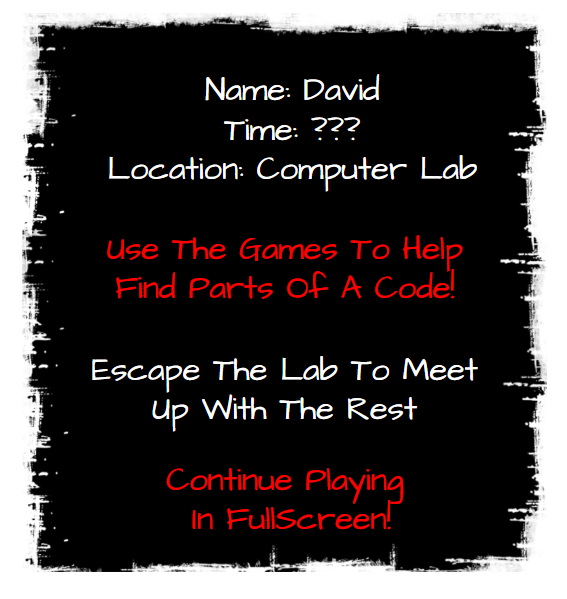 Name: David
Time: ???
Location: Computer Lab
Use The Games To Help
Find Parts Of A Code!
Escape The Lab To Meet
Up With The Rest
Continue Playing
In FullScreen!